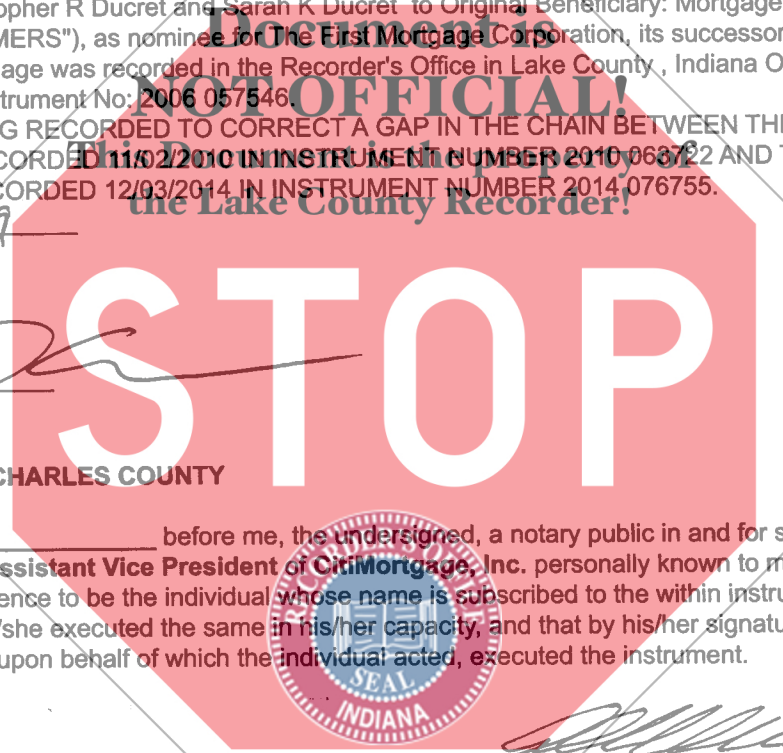 opher R Ducret and Sarah K Ducret to Original Beneficiary: Mortgage
Document is
MERS"), as nominee for The First Mortgage Corporation, its successor
age was recorded in the Recorder's Office in Lake County , Indiana O
NOT OFFICIAL!
trument No: 2006 057546.
G RECORDED TO CORRECT A GAP IN THE CHAIN BETWEEN TH
This Document is the property of
CORDED 11/02/2010 IN INSTRUMENT NUMBER 2010 063722 AND
CORDED 12/03/2014 IN INSTRUMENT NUMBER 2014 076755.
the Lake County Recorder!
STOP
CHARLES COUNTY
before me, the undersigned, a notary public in and for s
ssistant Vice President of CitiMortgage, Inc. personally known to m
ence to be the individual whose name is subscribed to the within instru
/she executed the same in his/her capacity, and that by his/her signatu
upon behalf of which the individual acted, executed the instrument.
SEAL
INDIANA